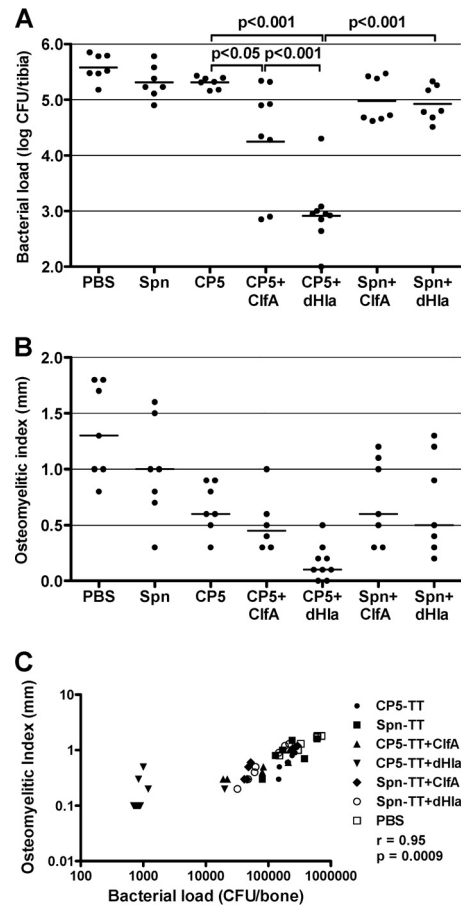 A
p<0.001
p<0.001
p<0.05
p<0.001
Bacterial load (log CFU/tibia)
6.0
5.0
4.0
3.0
2.0
PBS
Spn
CP5
CP5+
ClfA
CP5+
dHla
Spn+
ClfA
Spn+
dHla
B
Osteomyelitic index (mm)
2.0
1.5
1.0
0.5
0.0
PBS
Spn
CP5
CP5+
ClfA
CP5+
dHla
Spn+
ClfA
Spn+
dHla
C
Osteomyelitic Index (mm)
10
1
0.1
0.01
100
1000
10000
100000
1000000
Bacterial load (CFU/bone)
CP5-TT
Spn-TT
CP5-TT+ClfA
CP5-TT+dHla
Spn-TT+ClfA
Spn-TT+dHla
PBS
r = 0.95
p = 0.0009